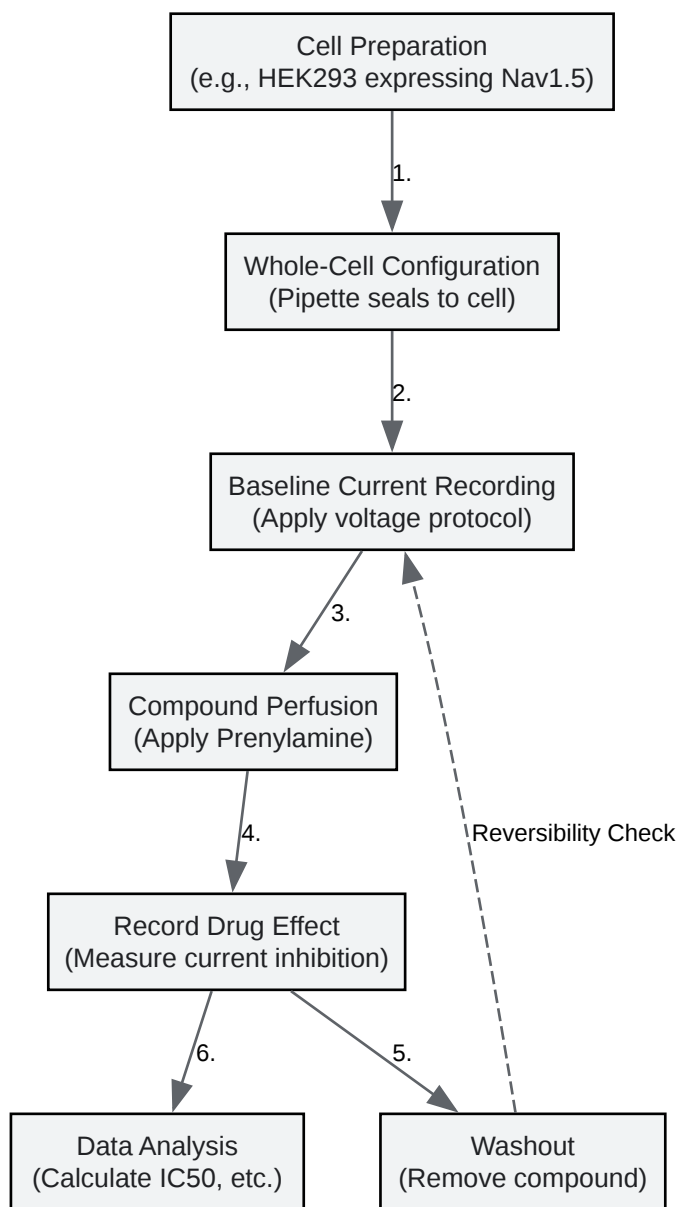 Cell Preparation
(e.g., HEK293 expressing Nav1.5)
1.
Whole-Cell Configuration
(Pipette seals to cell)
2.
Baseline Current Recording
(Apply voltage protocol)
3.
Compound Perfusion
(Apply Prenylamine)
4.
Reversibility Check
Record Drug Effect
(Measure current inhibition)
6.
5.
Data Analysis
(Calculate IC50, etc.)
Washout
(Remove compound)